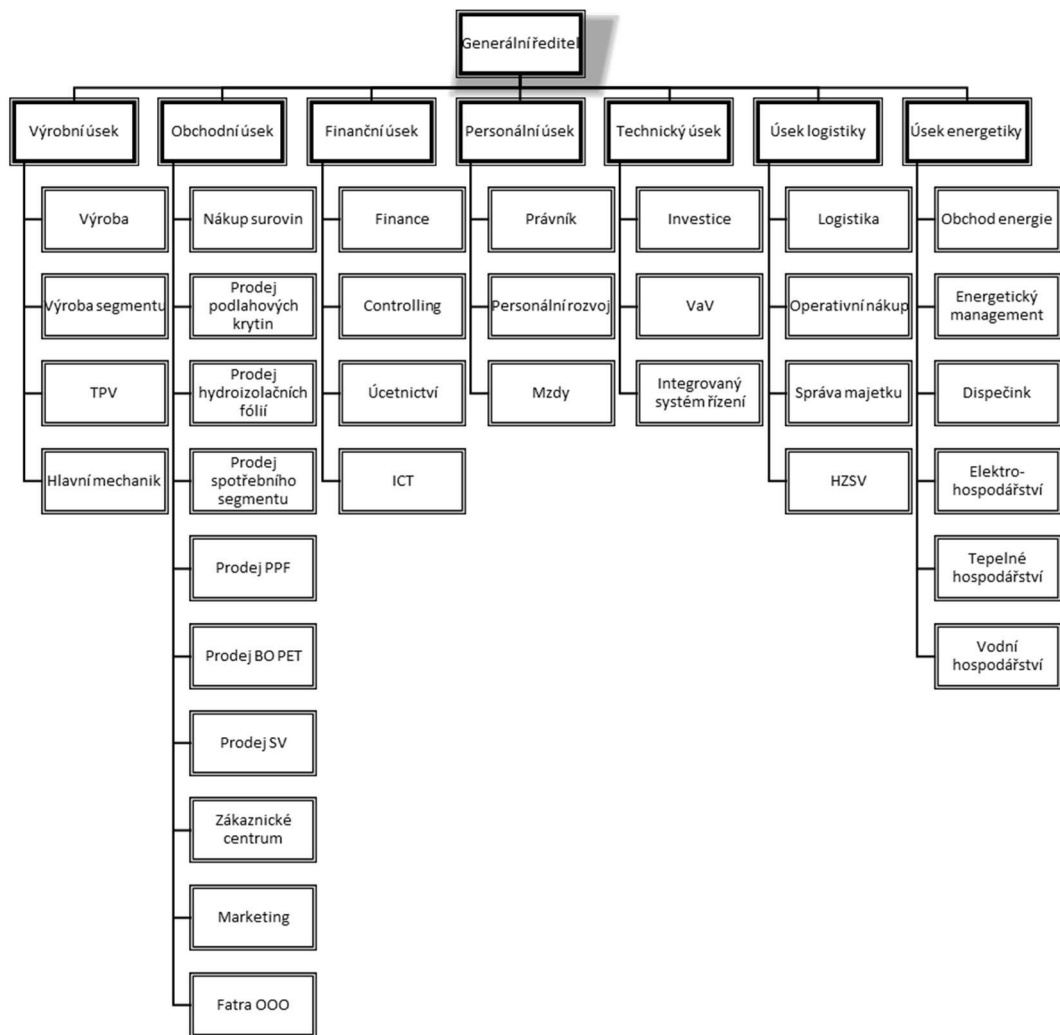 Generální ředitel
Výrobní úsek
Obchodní úsek
Finanční úsek
Personální úsek
Technický úsek
Úsek logistiky
Úsek energetiky
Výroba
Výroba segmentu
TPV
Hlavní mechanik
Nákup surovin
Prodej
podlahových
krytin
Prodej
hydroizolačních
fólií
Prodej
spotřebního
segmentu
Prodej PPF
Prodej BO PET
Prodej SV
Zákaznické
centrum
Marketing
Fatra OOO
Finance
Controlling
Účetnictví
ICT
Právník
Personální rozvoj
Mzdy
Investice
VaV
Integrovaný
systém řízení
Logistika
Operativní nákup
Správa majetku
HZSV
Obchod energie
Energetický
management
Dispečink
Elektro-
hospodářství
Tepelné
hospodářství
Vodní
hospodářství